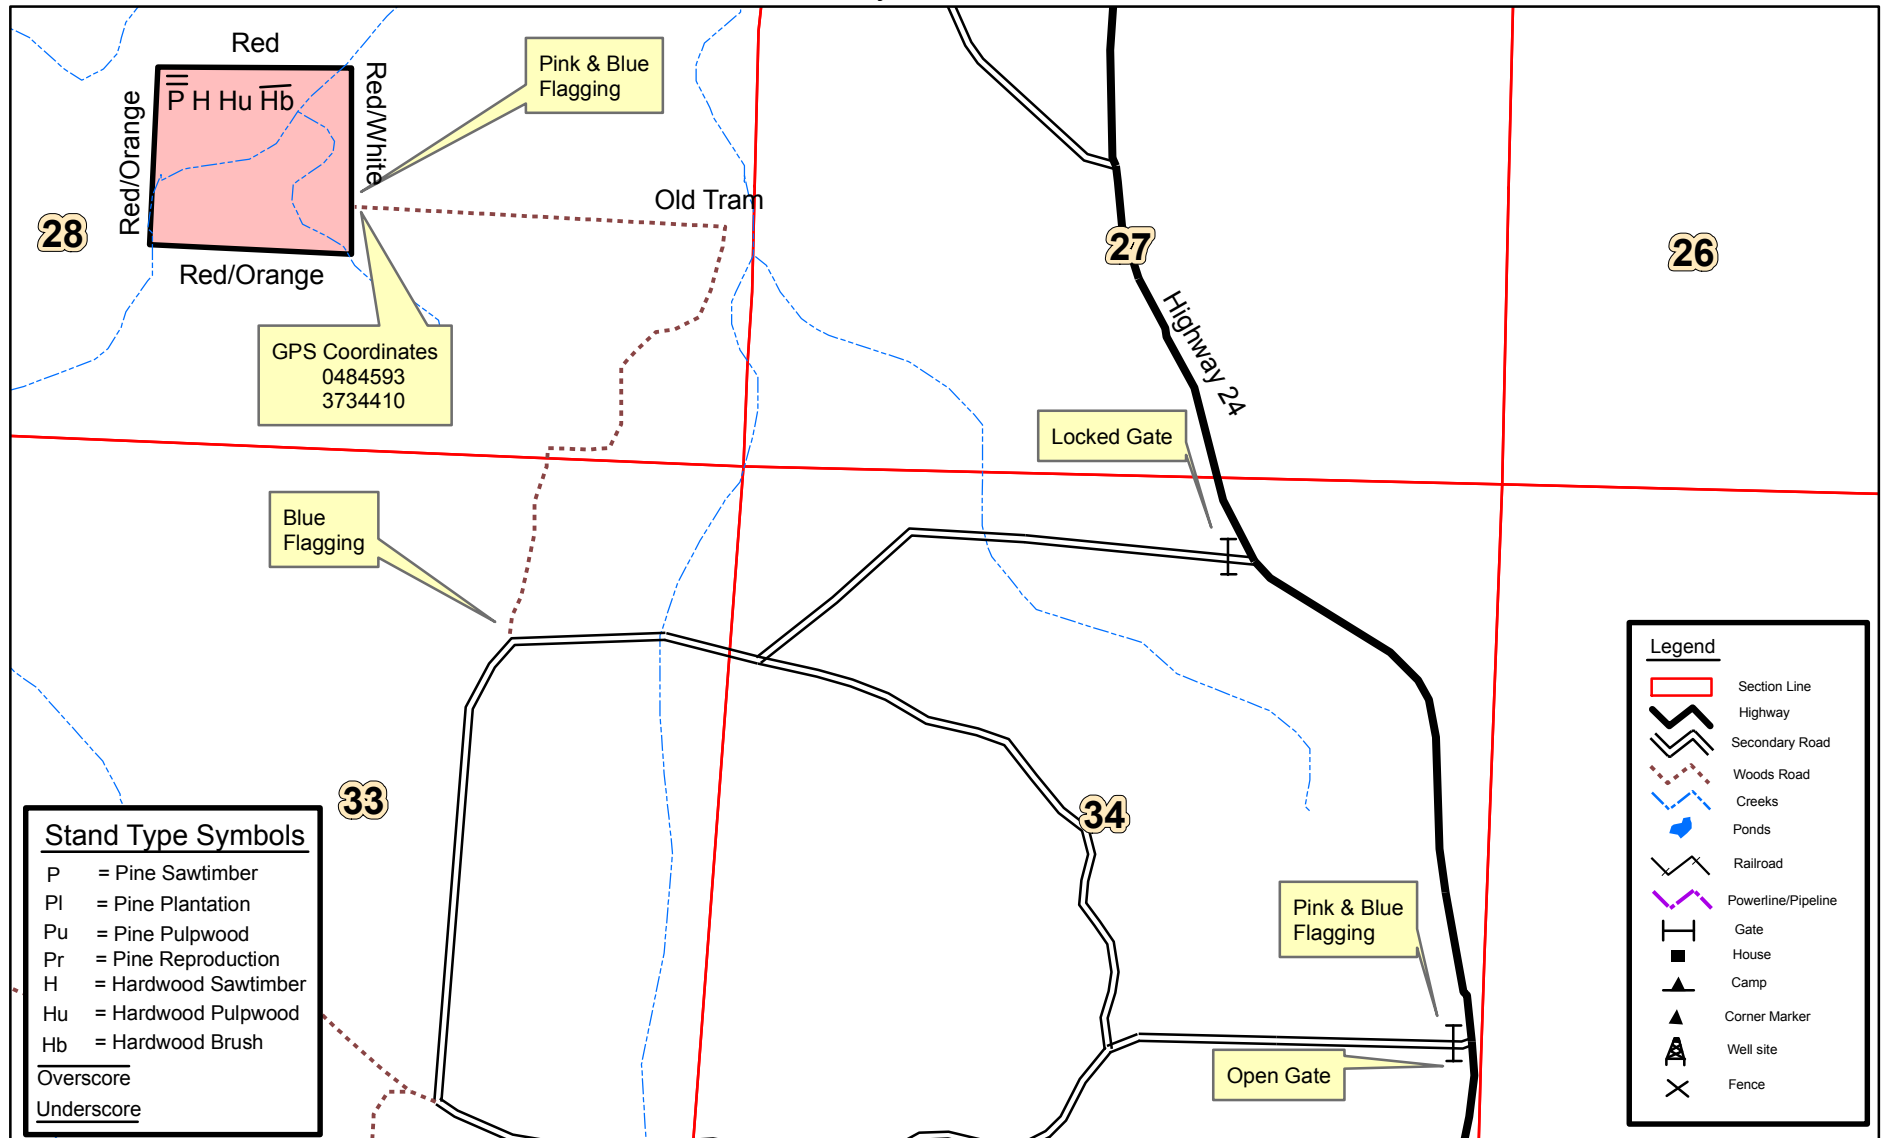 Red
Pink & Blue
Flagging
P H Hu Hb
Red/White
Red/Orange
Old Tram
28
27
26
Red/Orange
Highway 24
GPS Coordinates
0484593
3734410
Locked Gate
Blue
Flagging
33
34
Pink & Blue
Flagging
Open Gate
Stand Type Symbols
P = Pine Sawtimber
Pl = Pine Plantation
Pu = Pine Pulpwood
Pr = Pine Reproduction
H = Hardwood Sawtimber
Hu = Hardwood Pulpwood
Hb = Hardwood Brush
Overscore
Underscore
Legend
Section Line
Highway
Secondary Road
Woods Road
Creeks
Ponds
Railroad
Powerline/Pipeline
Gate
House
Camp
Corner Marker
Well site
Fence